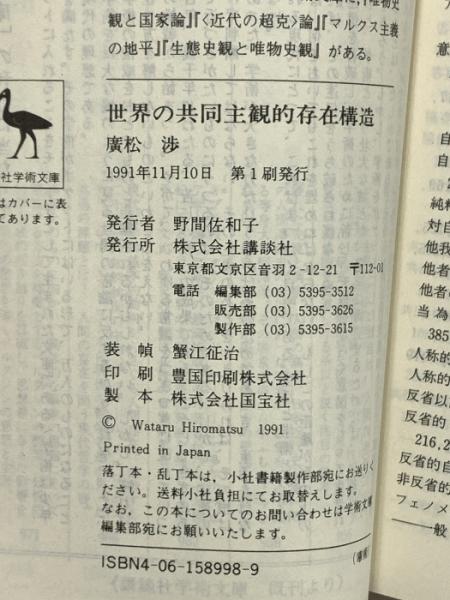 観と国家論』『〈近代の超克〉論』『マルクス主義
の地平』『生態史観と唯物史観』がある。
世界の共同主観的存在構造
廣松 渉
1991年11月10日 第1刷発行
発行者 野間佐和子
発行所 株式会社講談社
東京都文京区音羽2-12-21 〒112-01
電話 編集部 (03) 5395-3512
販売部 (03) 5395-3626
製作部 (03) 5395-3615
装 幀 蟹江征治
印 刷 豊国印刷株式会社
製 本 株式会社国宝社
© Wataru Hiromatsu 1991
Printed in Japan
落丁本・乱丁本は，小社書籍製作部宛にお送りく
ださい。送料小社負担にてお取替えします。
なお，この本についてのお問い合わせは学術文庫
編集部宛にお願いいたします。
ISBN4-06-158998-9
社学術文庫
はカバーに表
てあります。
純粋
対自
他我
他者
他者
当為
385
人称的
人称的
反省以
反省的
216,2
反省的自
非反省的
フェノメ
——一般